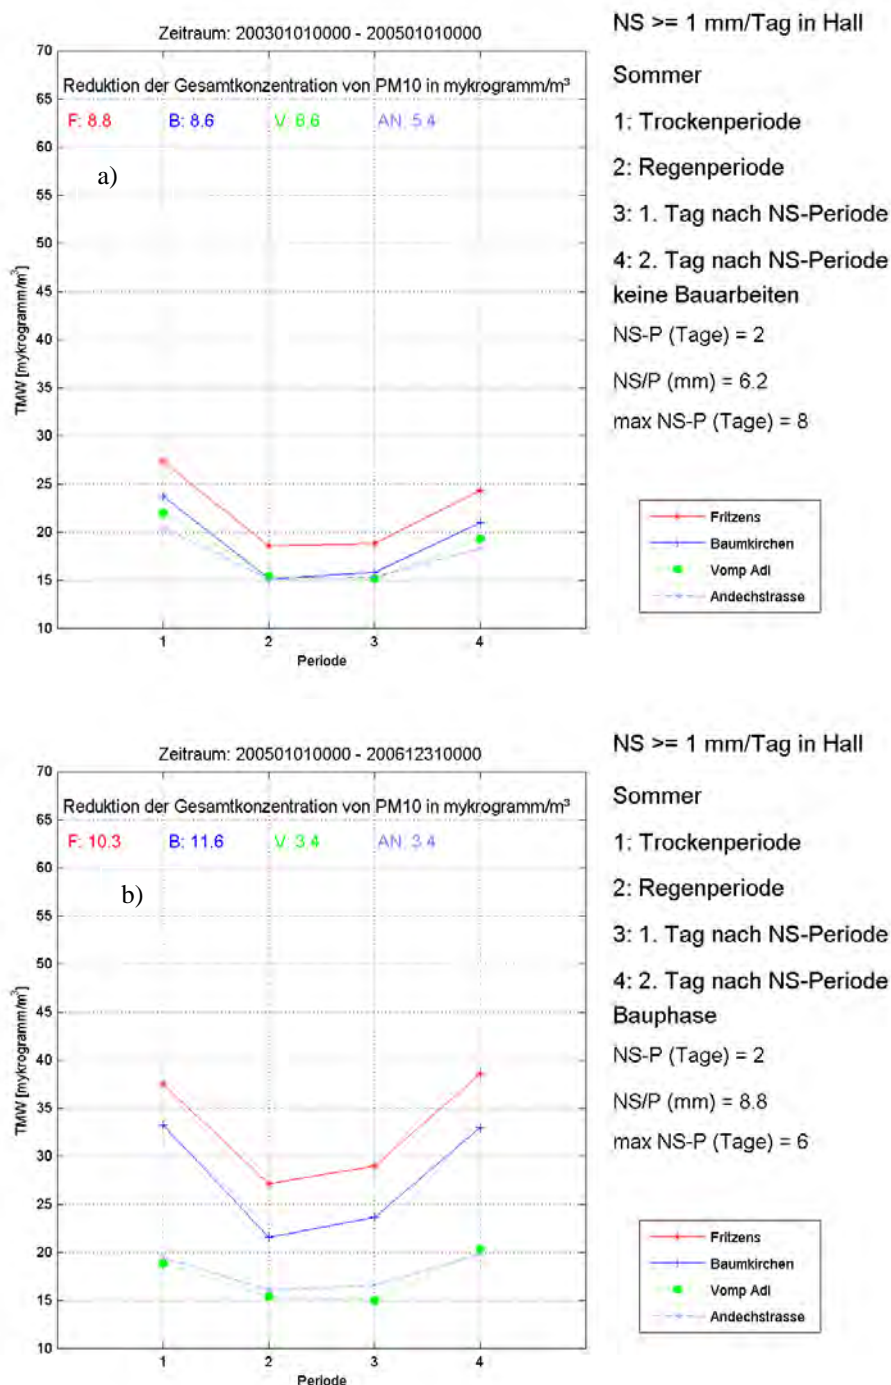 Zeitraum: 200301010000 - 200501010000
NS >= 1 mm/Tag in Hall
Sommer
1: Trockenperiode
2: Regenperiode
3: 1. Tag nach NS-Periode
4: 2. Tag nach NS-Periode
keine Bauarbeiten
NS-P (Tage) = 2
NS/P (mm) = 6.2
max NS-P (Tage) = 8
Reduktion der Gesamtkonzentration von PM10 in mykrogramm/m³
F: 8.8 B: 8.6 V: 6.6 AN: 5.4
a)
TMW [mykrogramm/m³]
70
65
60
55
50
45
40
35
30
25
20
15
10
1 2 3 4
Periode
Fritzens
Baumkirchen
Vomp Adl
Andechstrasse
Zeitraum: 200501010000 - 200612310000
NS >= 1 mm/Tag in Hall
Sommer
1: Trockenperiode
2: Regenperiode
3: 1. Tag nach NS-Periode
4: 2. Tag nach NS-Periode
Bauphase
NS-P (Tage) = 2
NS/P (mm) = 8.8
max NS-P (Tage) = 6
Reduktion der Gesamtkonzentration von PM10 in mykrogramm/m³
F: 10.3 B: 11.6 V: 3.4 AN: 3.4
b)
TMW [mykrogramm/m³]
70
65
60
55
50
45
40
35
30
25
20
15
10
1 2 3 4
Periode
Fritzens
Baumkirchen
Vomp Adl
Andechstrasse